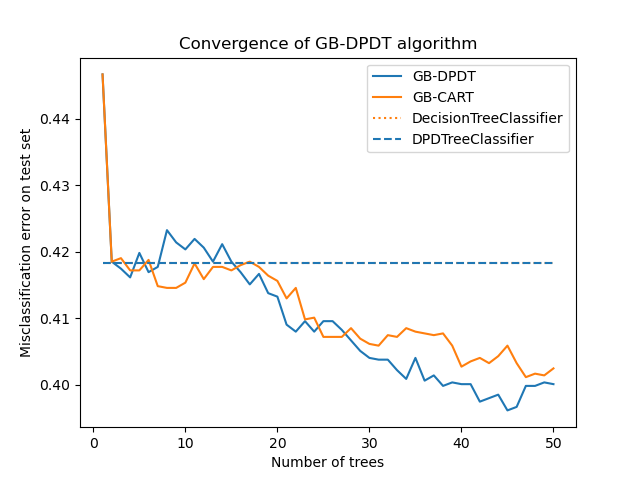 Convergence of GB-DPDT algorithm
GB-DPDT
GB-CART
DecisionTreeClassifier
DPDTreeClassifier
Misclassification error on test set
0.44
0.43
0.42
0.41
0.40
0
10
20
30
40
50
Number of trees